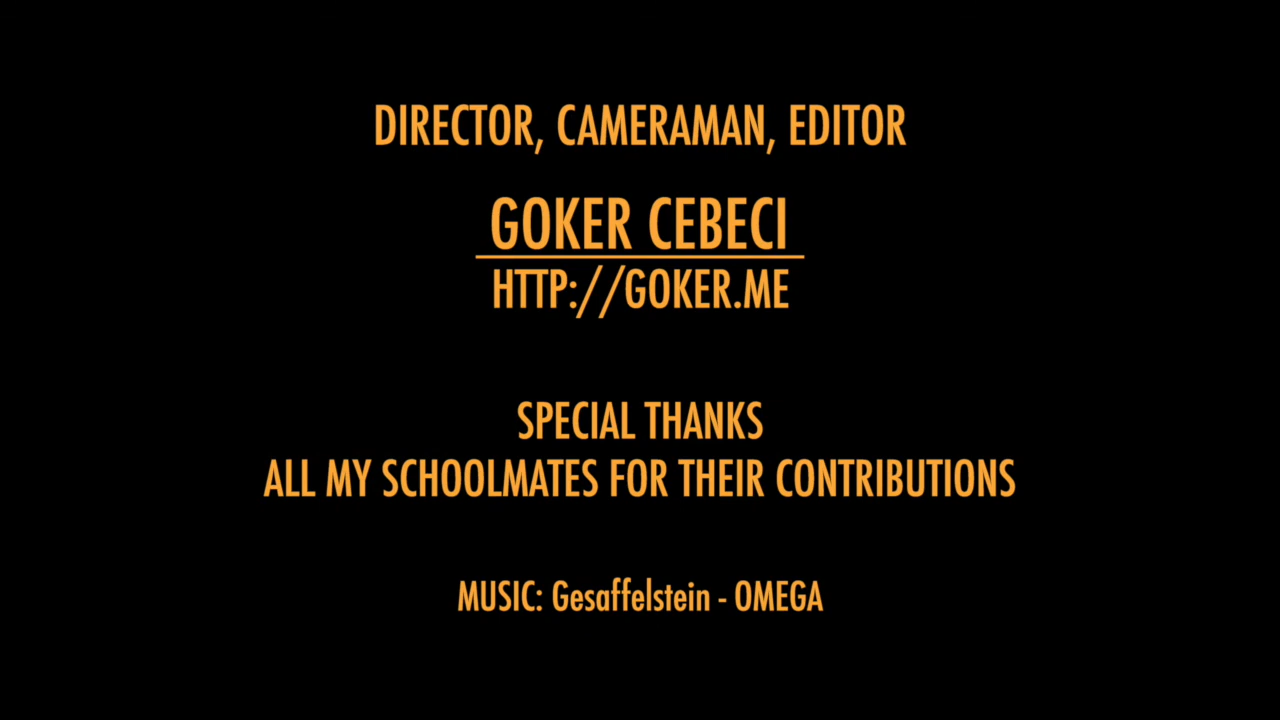 DIRECTOR, CAMERAMAN, EDITOR
GOKER CEBECI
HTTP://GOKER.ME
SPECIAL THANKS
ALL MY SCHOOLMATES FOR THEIR CONTRIBUTIONS
MUSIC: Gesaffelstein - OMEGA